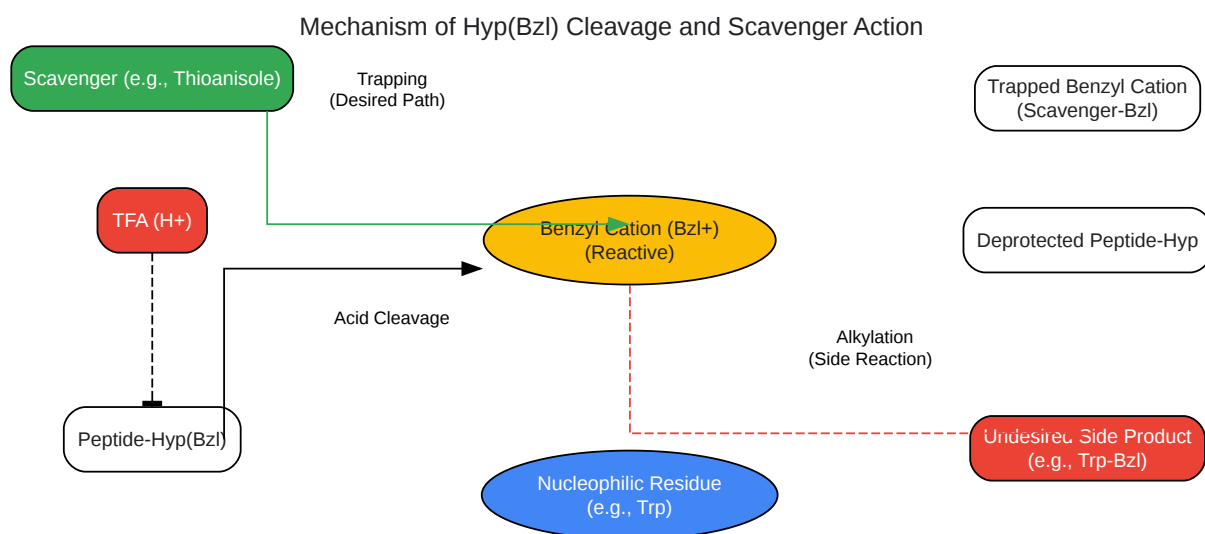 Mechanism of Hyp(Bzl) Cleavage and Scavenger Action
Scavenger (e.g., Thioanisole)
Trapping
(Desired Path)
Trapped Benzyl Cation
(Scavenger-Bzl)
TFA (H+)
Benzyl Cation (Bzl+)
(Reactive)
Deprotected Peptide-Hyp
Acid Cleavage
Alkylation
(Side Reaction)
Peptide-Hyp(Bzl)
Undesired Side Product
(e.g., Trp-Bzl)
Nucleophilic Residue
(e.g., Trp)